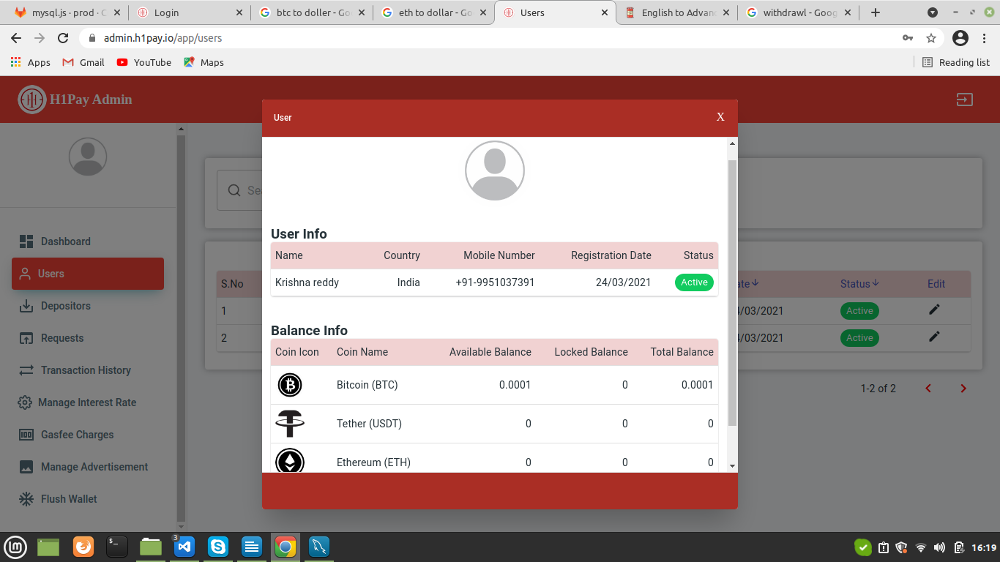 mysql.js · prod · C
Login
btc to doller - Go
eth to dollar - Go
Users
English to Advan
withdrawl - Goog
admin.h1pay.io/app/users
Apps
Gmail
YouTube
Maps
Reading list
H1Pay Admin
User
X
Sea
Dashboard
Users
Depositors
Requests
Transaction History
Manage Interest Rate
Gasfee Charges
Manage Advertisement
Flush Wallet
User Info
Name Country Mobile Number Registration Date Status
Krishna reddy India +91-9951037391 24/03/2021 Active
Balance Info
Coin Icon Coin Name Available Balance Locked Balance Total Balance
Bitcoin (BTC) 0.0001 0 0.0001
Tether (USDT) 0 0 0
Ethereum (ETH) 0 0 0
S.No ate Status Edit
1 4/03/2021 Active
2 4/03/2021 Active
1-2 of 2
3
16:19